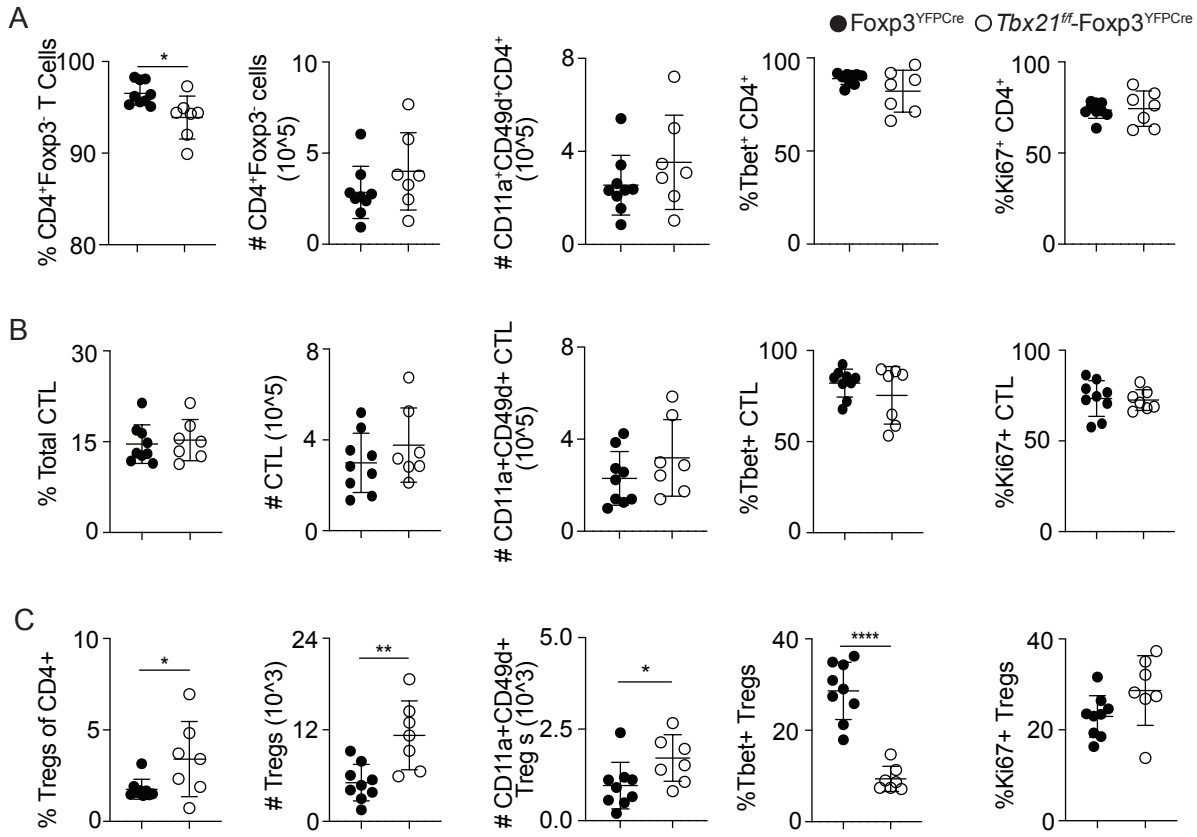 A
Foxp3YFPCre Tbx21f/f-Foxp3YFPCre
% CD4+Foxp3- T Cells
100
90
80
*
# CD4+Foxp3- cells
(10^5)
10
5
0
# CD11a+CD49d+CD4+
(10^5)
8
4
0
%Tbet+ CD4+
100
50
0
%Ki67+ CD4+
100
50
0
B
% Total CTL
30
15
0
# CTL (10^5)
8
4
0
# CD11a+CD49d+ CTL
(10^5)
8
4
0
%Tbet+ CTL
100
50
0
%Ki67+ CTL
100
50
0
C
% Tregs of CD4+
10
5
0
*
# Tregs (10^3)
24
12
0
**
# CD11a+CD49d+
Treg s (10^3)
5.0
2.5
0.0
*
%Tbet+ Tregs
40
20
0
****
%Ki67+ Tregs
40
20
0